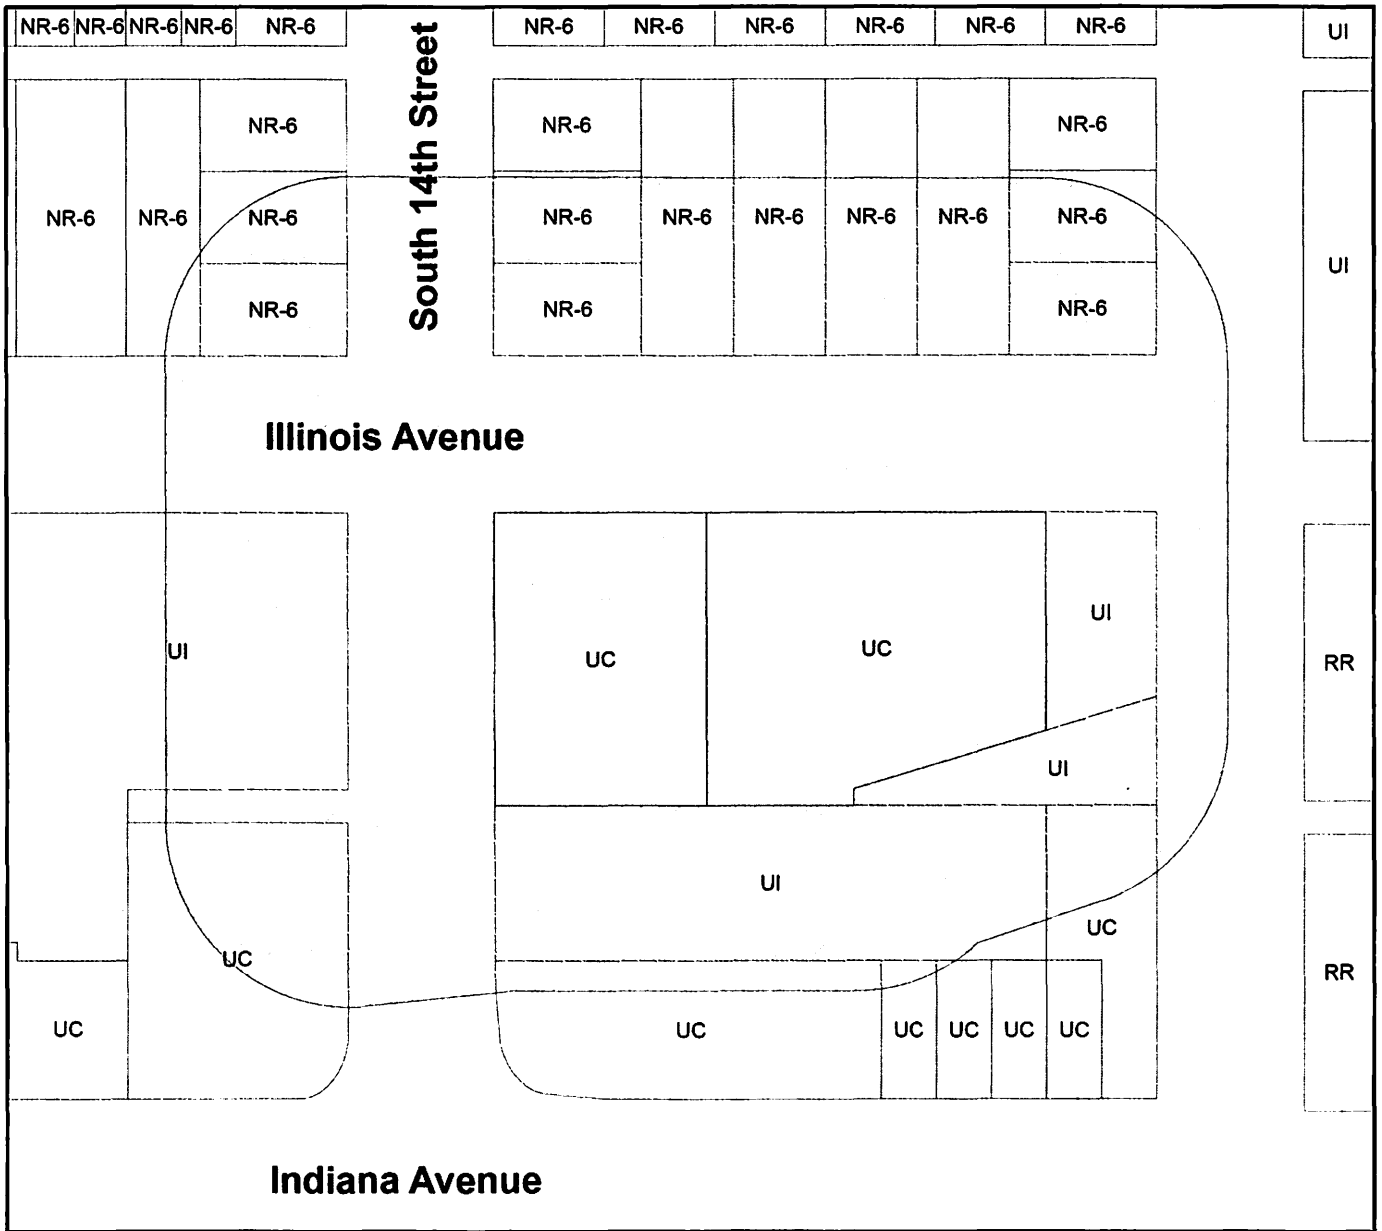 NR-6 NR-6 NR-6 NR-6 NR-6 NR-6 NR-6 NR-6 NR-6 NR-6 NR-6 UI
South 14th Street
NR-6 NR-6 NR-6
NR-6 NR-6 NR-6 NR-6 NR-6 NR-6 NR-6 NR-6 NR-6
UI
NR-6 NR-6 NR-6
Illinois Avenue
UI
UI UC UC RR
UI
UI
UC UC
RR
UC UC UC UC UC UC
Indiana Avenue